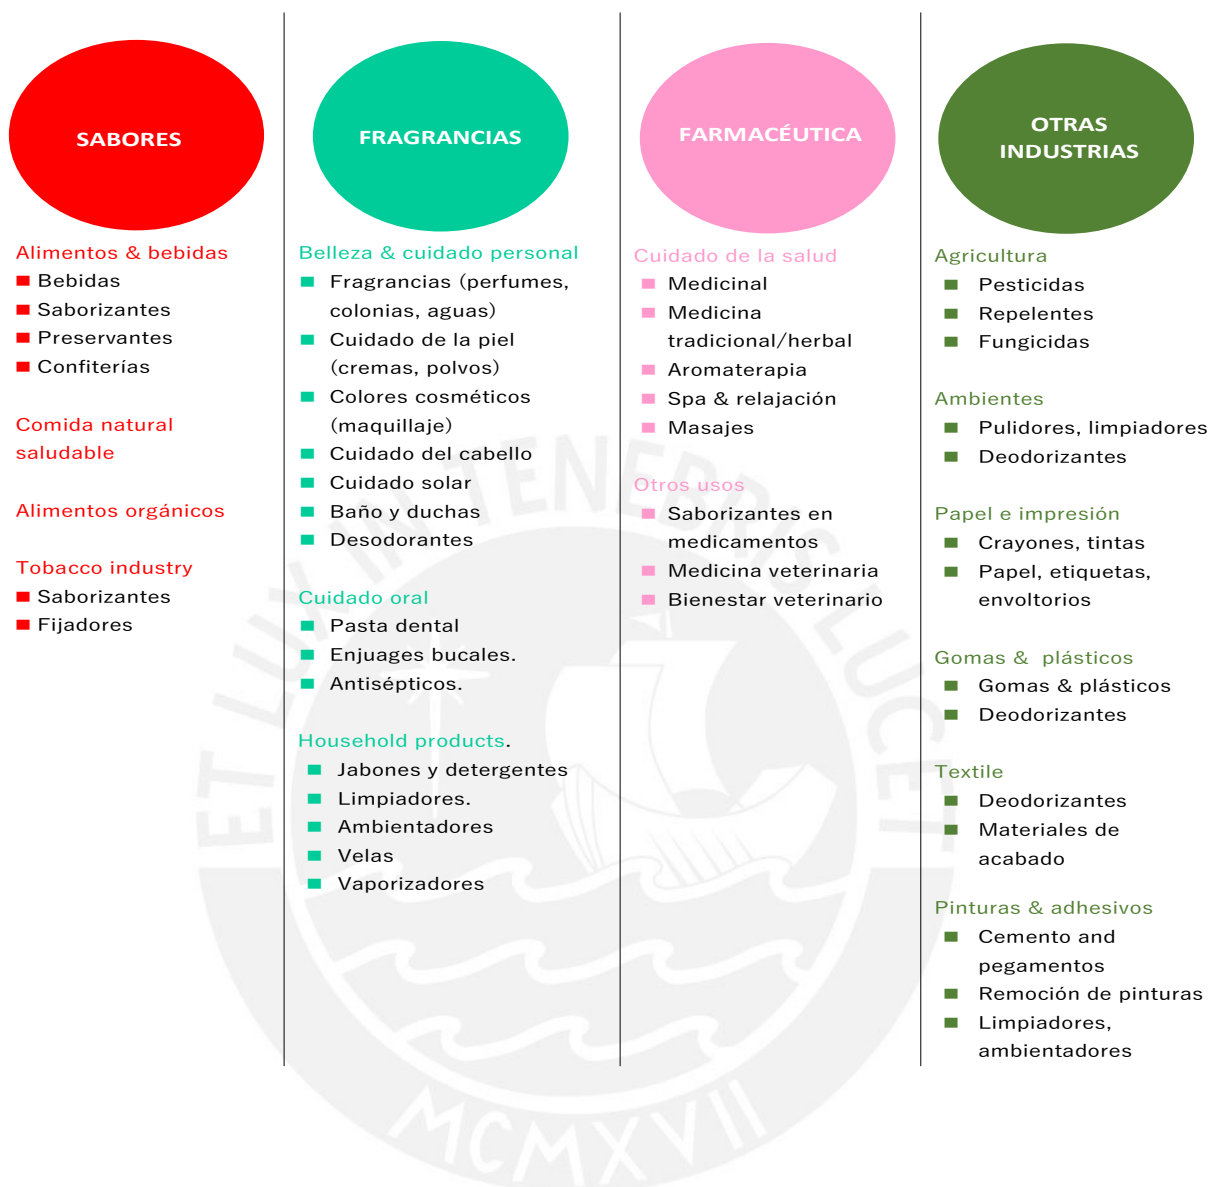 SABORES
Alimentos & bebidas
Bebidas
Saborizantes
Preservantes
Confiterías
Comida natural
saludable
Alimentos orgánicos
Tobacco industry
Saborizantes
Fijadores
FRAGRANCIAS
Belleza & cuidado personal
Fragrancias (perfumes,
colonias, aguas)
Cuidado de la piel
(cremas, polvos)
Colores cosméticos
(maquillaje)
Cuidado del cabello
Cuidado solar
Baño y duchas
Desodorantes
Cuidado oral
Pasta dental
Enjuages bucales.
Antisépticos.
Household products.
Jabones y detergentes
Limpiadores.
Ambientadores
Velas
Vaporizadores
FARMACÉUTICA
Cuidado de la salud
Medicinal
Medicina
tradicional/herbal
Aromaterapia
Spa & relajación
Masajes
Otros usos
Saborizantes en
medicamentos
Medicina veterinaria
Bienestar veterinario
OTRAS
INDUSTRIAS
Agricultura
Pesticidas
Repelentes
Fungicidas
Ambientes
Pulidores, limpiadores
Deodorizantes
Papel e impresión
Crayones, tintas
Papel, etiquetas,
envoltorios
Gomas & plásticos
Gomas & plásticos
Deodorizantes
Textile
Deodorizantes
Materiales de
acabado
Pinturas & adhesivos
Cemento and
pegamentos
Remoción de pinturas
Limpiadores,
ambientadores
ET LUX IN TENEBRIS LUCET
MCMXVII